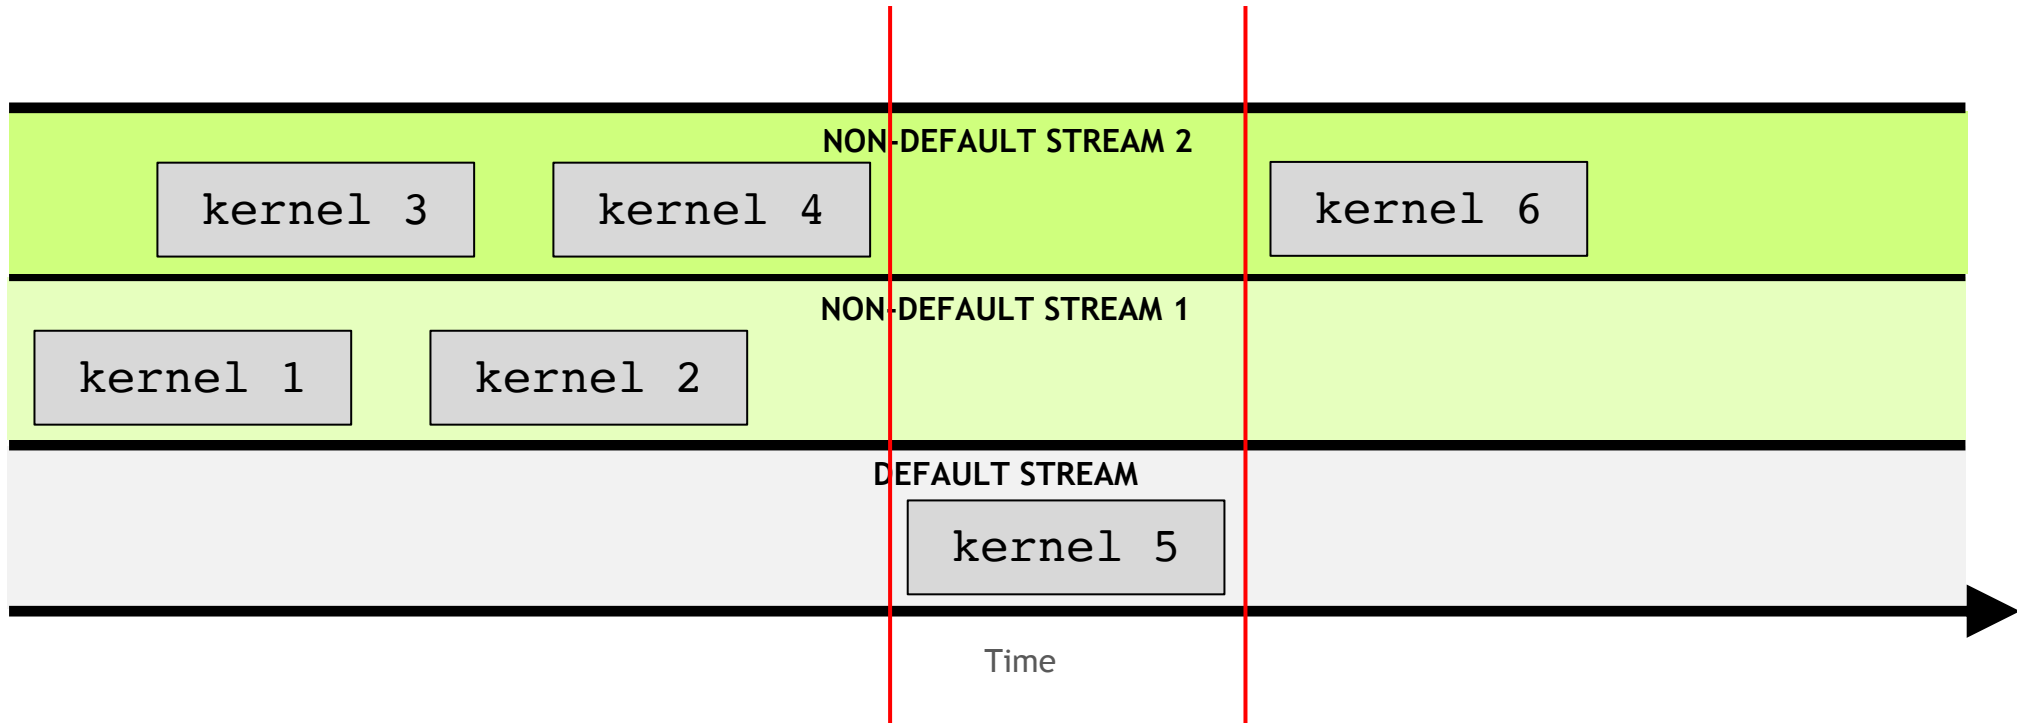 NON-DEFAULT STREAM 2
kernel 3
kernel 4
kernel 6
NON-DEFAULT STREAM 1
kernel 1
kernel 2
DEFAULT STREAM
kernel 5
Time